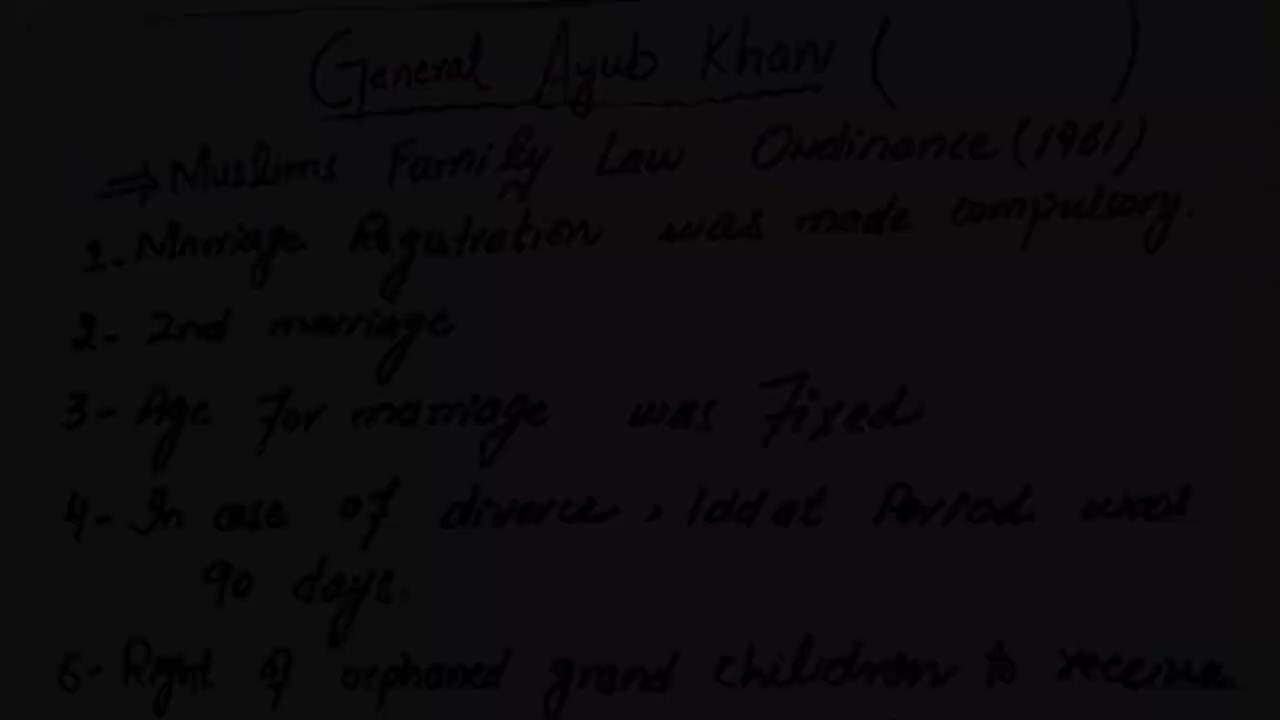 General Ayub Khan (          )
⇒ Muslims Family Law Ordinance (1961)
1. Marriage Registration was made compulsory.
2- 2nd marriage
3- Age For marriage was Fixed
4- In case of divorce, Iddat Period was
90 days.
5- Right of orphaned grand children to receive